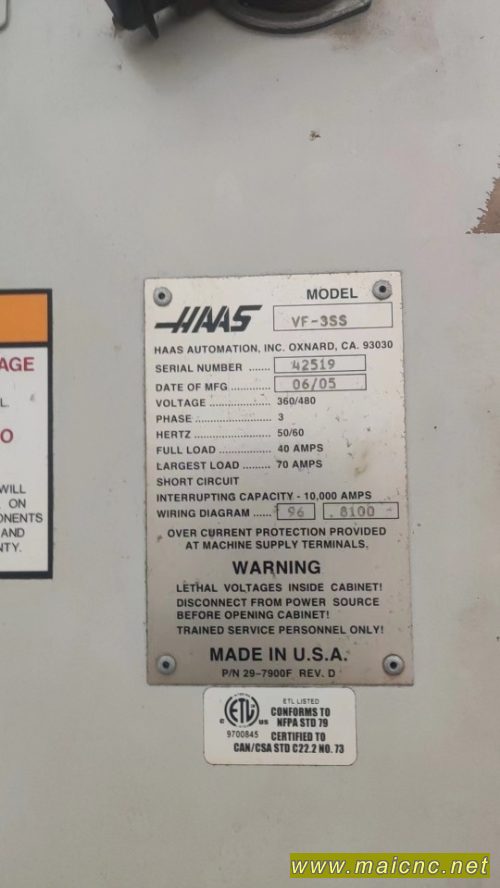 HAAS
MODEL
VF-3SS
HAAS AUTOMATION, INC. OXNARD, CA. 93030
SERIAL NUMBER ...... 42519
DATE OF MFG ............ 06/05
VOLTAGE ................ 360/480
PHASE ..................... 3
HERTZ ..................... 50/60
FULL LOAD .............. 40 AMPS
LARGEST LOAD ....... 70 AMPS
SHORT CIRCUIT
INTERRUPTING CAPACITY - 10,000 AMPS
WIRING DIAGRAM ...... 96 . 8100
OVER CURRENT PROTECTION PROVIDED
AT MACHINE SUPPLY TERMINALS.
WARNING
LETHAL VOLTAGES INSIDE CABINET!
DISCONNECT FROM POWER SOURCE
BEFORE OPENING CABINET!
TRAINED SERVICE PERSONNEL ONLY!
MADE IN U.S.A.
P/N 29-7900F REV. D
AGE
L
O
WILL
ON
ONENTS
AND
NTY.
ETL LISTED
CONFORMS TO
NFPA STD 79
C ETL US
9700845
CERTIFIED TO
CAN/CSA STD C22.2 NO. 73
www.maicnc.net